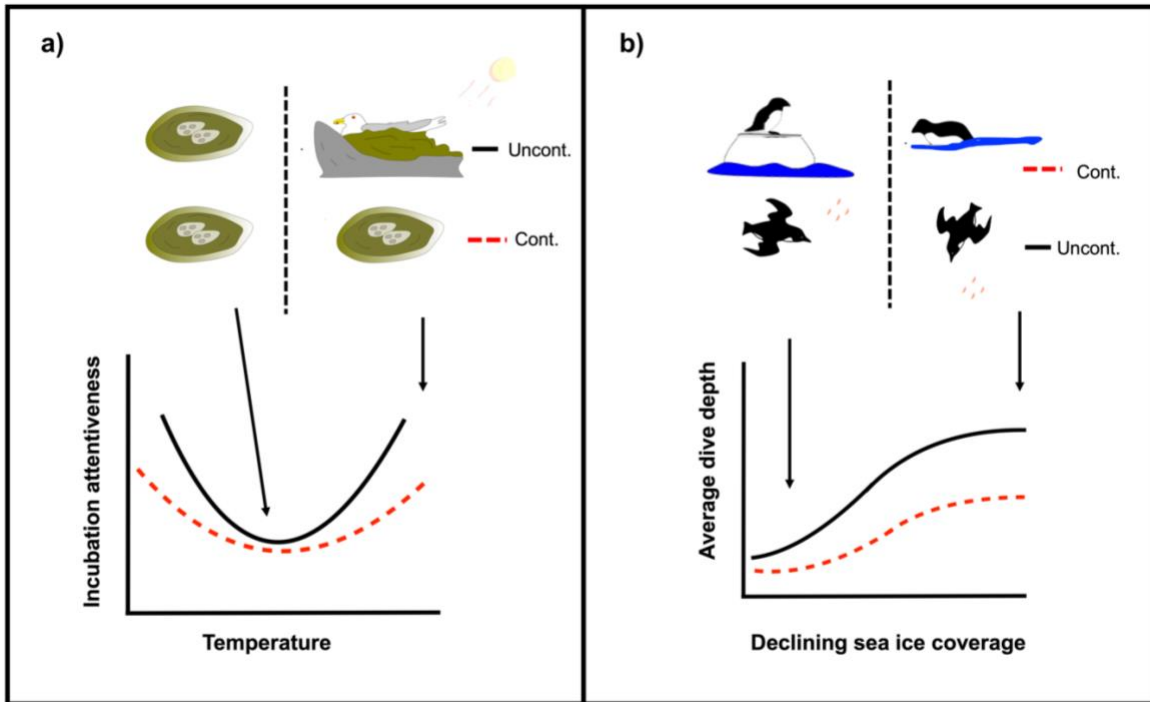 a)
Uncont.
Cont.
Incubation attentiveness
Temperature
b)
Cont.
Uncont.
Average dive depth
Declining sea ice coverage